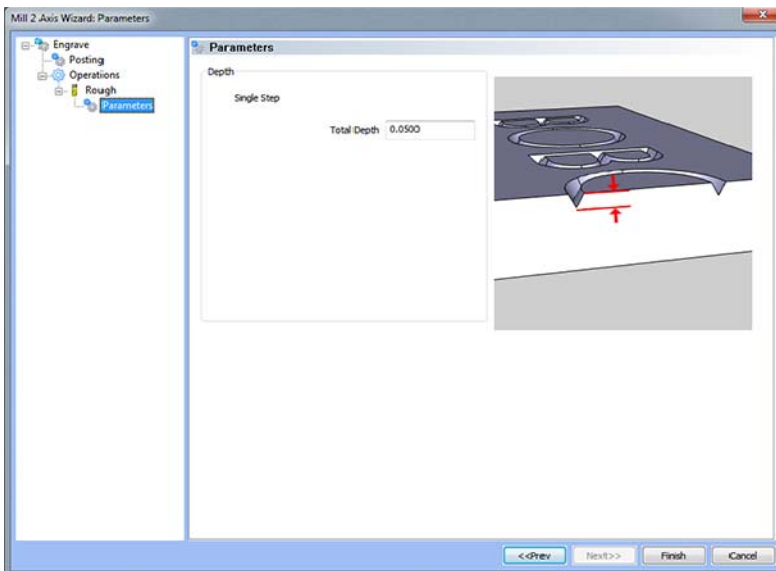 Mill 2 Axis Wizard: Parameters
Engrave
Posting
Operations
Rough
Parameters
Parameters
Depth
Single Step
Total Depth 0.0500
<<Prev Next>> Finish Cancel